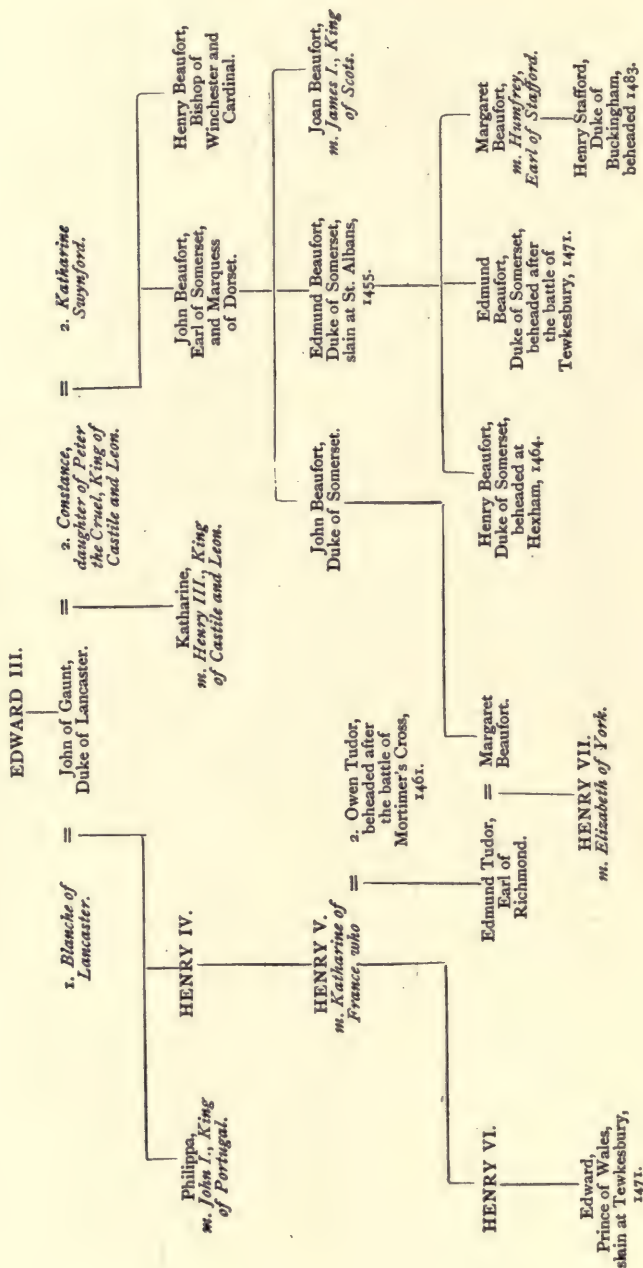 EDWARD III.
1. Blanche of
Lancaster.
=
John of Gaunt,
Duke of Lancaster.
=
2. Constance,
daughter of Peter
the Cruel, King of
Castile and Leon.
=
2. Katharine
Swynford.
Philippa,
m. John I., King
of Portugal.
HENRY IV.
Katharine,
m. Henry III., King
of Castile and Leon.
John Beaufort,
Earl of Somerset,
and Marquess
of Dorset.
Henry Beaufort,
Bishop of
Winchester and
Cardinal.
HENRY V.
m. Katharine of
France, who
=
2. Owen Tudor,
beheaded after
the battle of
Mortimer's Cross,
1461.
John Beaufort,
Duke of Somerset.
Edmund Beaufort,
Duke of Somerset,
slain at St. Albans,
1455.
Joan Beaufort,
m. James I., King
of Scots.
HENRY VI.
Edmund Tudor,
Earl of
Richmond.
=
Margaret
Beaufort.
Henry Beaufort,
Duke of Somerset,
beheaded at
Hexham, 1464.
Edmund
Beaufort,
Duke of Somerset,
beheaded after
the battle of
Tewkesbury, 1471.
Margaret
Beaufort,
m. Humfrey,
Earl of Stafford.
Edward,
Prince of Wales,
slain at Tewkesbury,
1471.
HENRY VII.
m. Elizabeth of York.
Henry Stafford,
Duke of
Buckingham,
beheaded 1483.